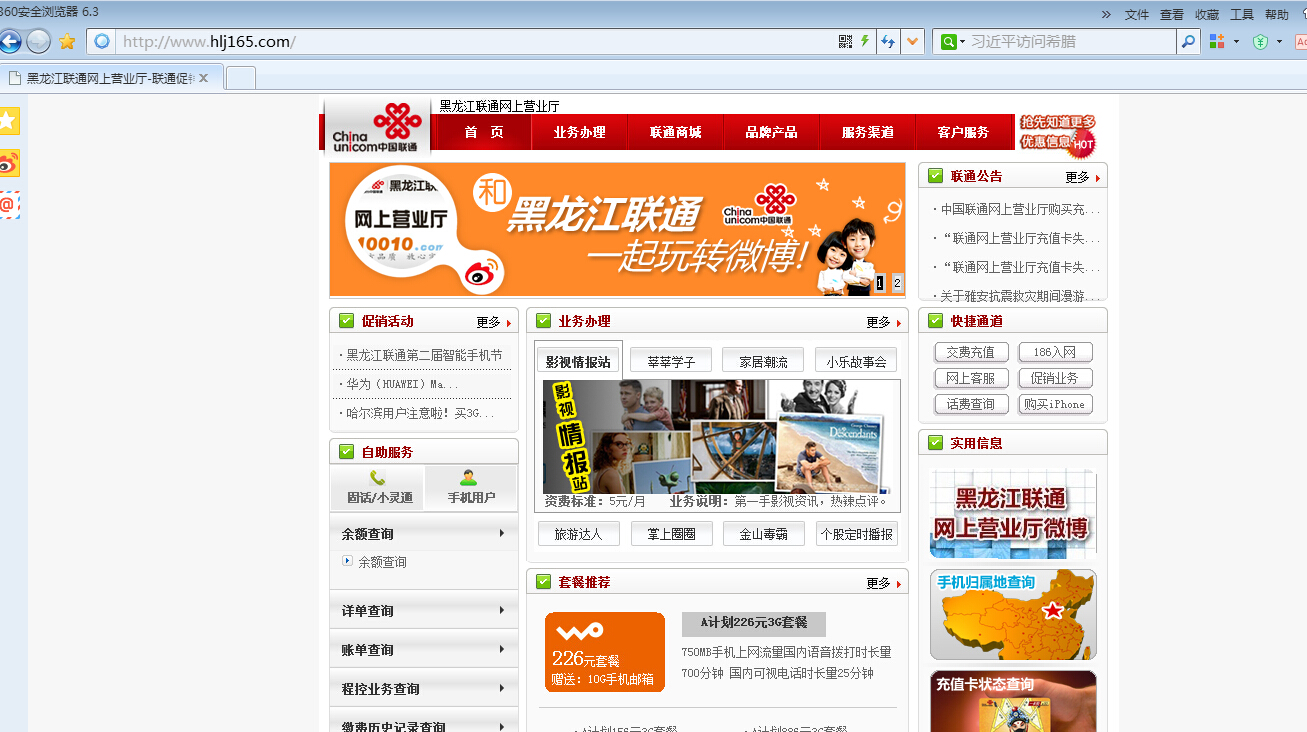 360安全浏览器 6.3
» 文件 查看 收藏 工具 帮助
http://www.hlj165.com/
习近平访问希腊
黑龙江联通网上营业厅-联通促
黑龙江联通网上营业厅
China unicom中国联通
首 页 业务办理 联通商城 品牌产品 服务渠道 客户服务
抢先知道更多
优惠信息 HOT
黑龙江联
网上营业厅
10010.com
和 黑龙江联通
China unicom中国联通
一起玩转微博!
1 2
联通公告 更多
·中国联通网上营业厅购买充...
·“联通网上营业厅充值卡失...
·“联通网上营业厅充值卡失...
·关于雅安抗震救灾期间漫游...
促销活动 更多
·黑龙江联通第二届智能手机节
·华为（HUAWEI）Ma...
·哈尔滨用户注意啦！买3G...
自助服务
固话/小灵通 手机用户
余额查询
余额查询
详单查询
账单查询
程控业务查询
缴费历史记录查询
业务办理 更多
影视情报站 莘莘学子 家居潮流 小乐故事会
影视情报站
the Descendants
资费标准：5元/月 业务说明：第一手影视资讯，热辣点评。
旅游达人 掌上圈圈 金山毒霸 个股定时播报
套餐推荐 更多
226元套餐
赠送：10G手机邮箱
A计划226元3G套餐
750MB手机上网流量国内语音拨打时长量
700分钟 国内可视电话时长量25分钟
·A计划156元3G套餐 ·A计划886元3G套餐
快捷通道
交费充值 186入网
网上客服 促销业务
话费查询 购买iPhone
实用信息
黑龙江联通
网上营业厅微博
手机归属地查询
充值卡状态查询